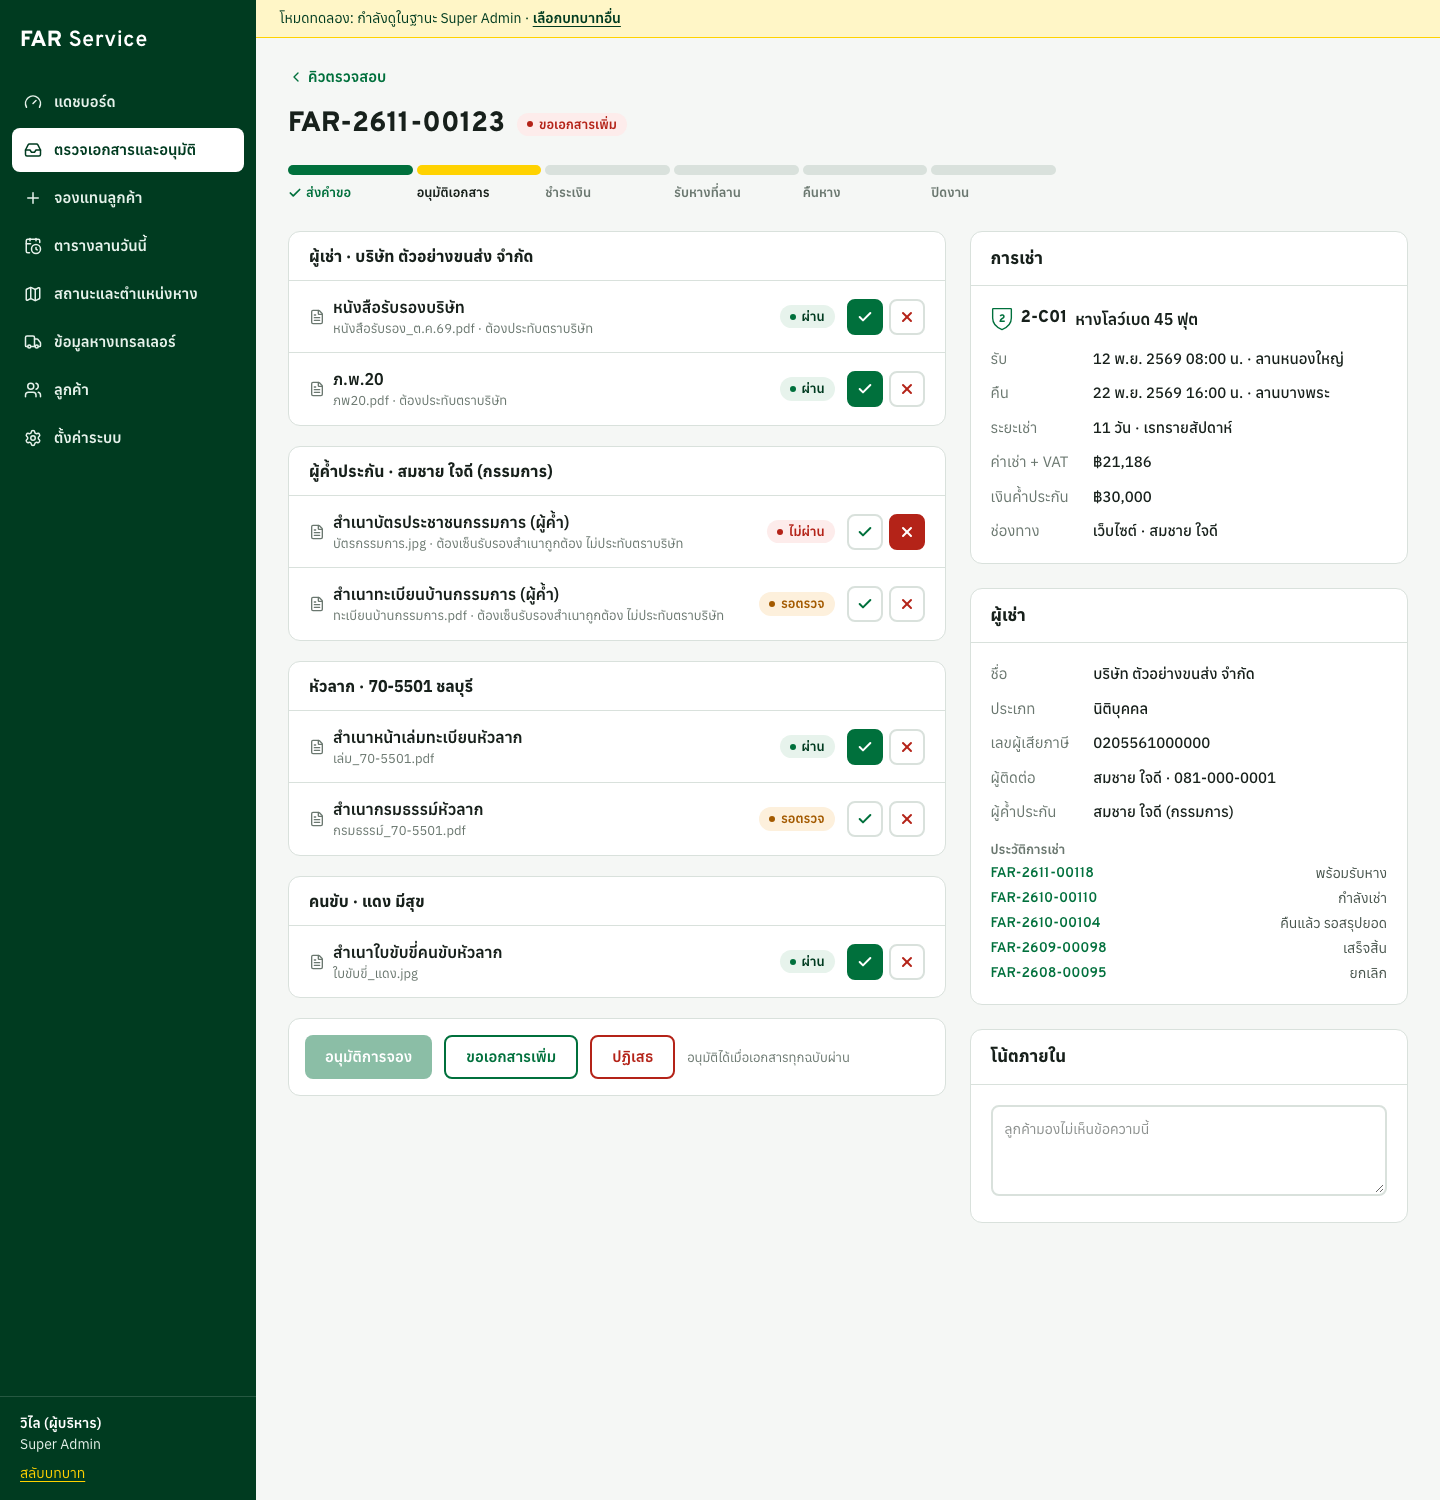 FAR Service
แดชบอร์ด
ตรวจเอกสารและอนุมัติ
จองแทนลูกค้า
ตารางลานวันนี้
สถานะและตำแหน่งหาง
ข้อมูลหางเทรลเลอร์
ลูกค้า
ตั้งค่าระบบ
วิไล (ผู้บริหาร)
Super Admin
สลับบทบาท
โหมดทดลอง: กำลังดูในฐานะ Super Admin · เลือกบทบาทอื่น
คิวตรวจสอบ
FAR-2611-00123 ขอเอกสารเพิ่ม
ส่งคำขอ
อนุมัติเอกสาร
ชำระเงิน
รับหางที่ลาน
คืนหาง
ปิดงาน
ผู้เช่า · บริษัท ตัวอย่างขนส่ง จำกัด
หนังสือรับรองบริษัท
หนังสือรับรอง_ต.ค.69.pdf · ต้องประทับตราบริษัท
ผ่าน
ภ.พ.20
ภพ20.pdf · ต้องประทับตราบริษัท
ผ่าน
ผู้ค้ำประกัน · สมชาย ใจดี (กรรมการ)
สำเนาบัตรประชาชนกรรมการ (ผู้ค้ำ)
บัตรกรรมการ.jpg · ต้องเซ็นรับรองสำเนาถูกต้อง ไม่ประทับตราบริษัท
ไม่ผ่าน
สำเนาทะเบียนบ้านกรรมการ (ผู้ค้ำ)
ทะเบียนบ้านกรรมการ.pdf · ต้องเซ็นรับรองสำเนาถูกต้อง ไม่ประทับตราบริษัท
รอตรวจ
หัวลาก · 70-5501 ชลบุรี
สำเนาหน้าเล่มทะเบียนหัวลาก
เล่ม_70-5501.pdf
ผ่าน
สำเนากรมธรรม์หัวลาก
กรมธรรม์_70-5501.pdf
รอตรวจ
คนขับ · แดง มีสุข
สำเนาใบขับขี่คนขับหัวลาก
ใบขับขี่_แดง.jpg
ผ่าน
อนุมัติการจอง
ขอเอกสารเพิ่ม
ปฏิเสธ
อนุมัติได้เมื่อเอกสารทุกฉบับผ่าน
การเช่า
2 2-C01 หางโลว์เบด 45 ฟุต
รับ 12 พ.ย. 2569 08:00 น. · ลานหนองใหญ่
คืน 22 พ.ย. 2569 16:00 น. · ลานบางพระ
ระยะเช่า 11 วัน · เรทรายสัปดาห์
ค่าเช่า + VAT ฿21,186
เงินค้ำประกัน ฿30,000
ช่องทาง เว็บไซต์ · สมชาย ใจดี
ผู้เช่า
ชื่อ บริษัท ตัวอย่างขนส่ง จำกัด
ประเภท นิติบุคคล
เลขผู้เสียภาษี 0205561000000
ผู้ติดต่อ สมชาย ใจดี · 081-000-0001
ผู้ค้ำประกัน สมชาย ใจดี (กรรมการ)
ประวัติการเช่า
FAR-2611-00118 พร้อมรับหาง
FAR-2610-00110 กำลังเช่า
FAR-2610-00104 คืนแล้ว รอสรุปยอด
FAR-2609-00098 เสร็จสิ้น
FAR-2608-00095 ยกเลิก
โน้ตภายใน
ลูกค้ามองไม่เห็นข้อความนี้